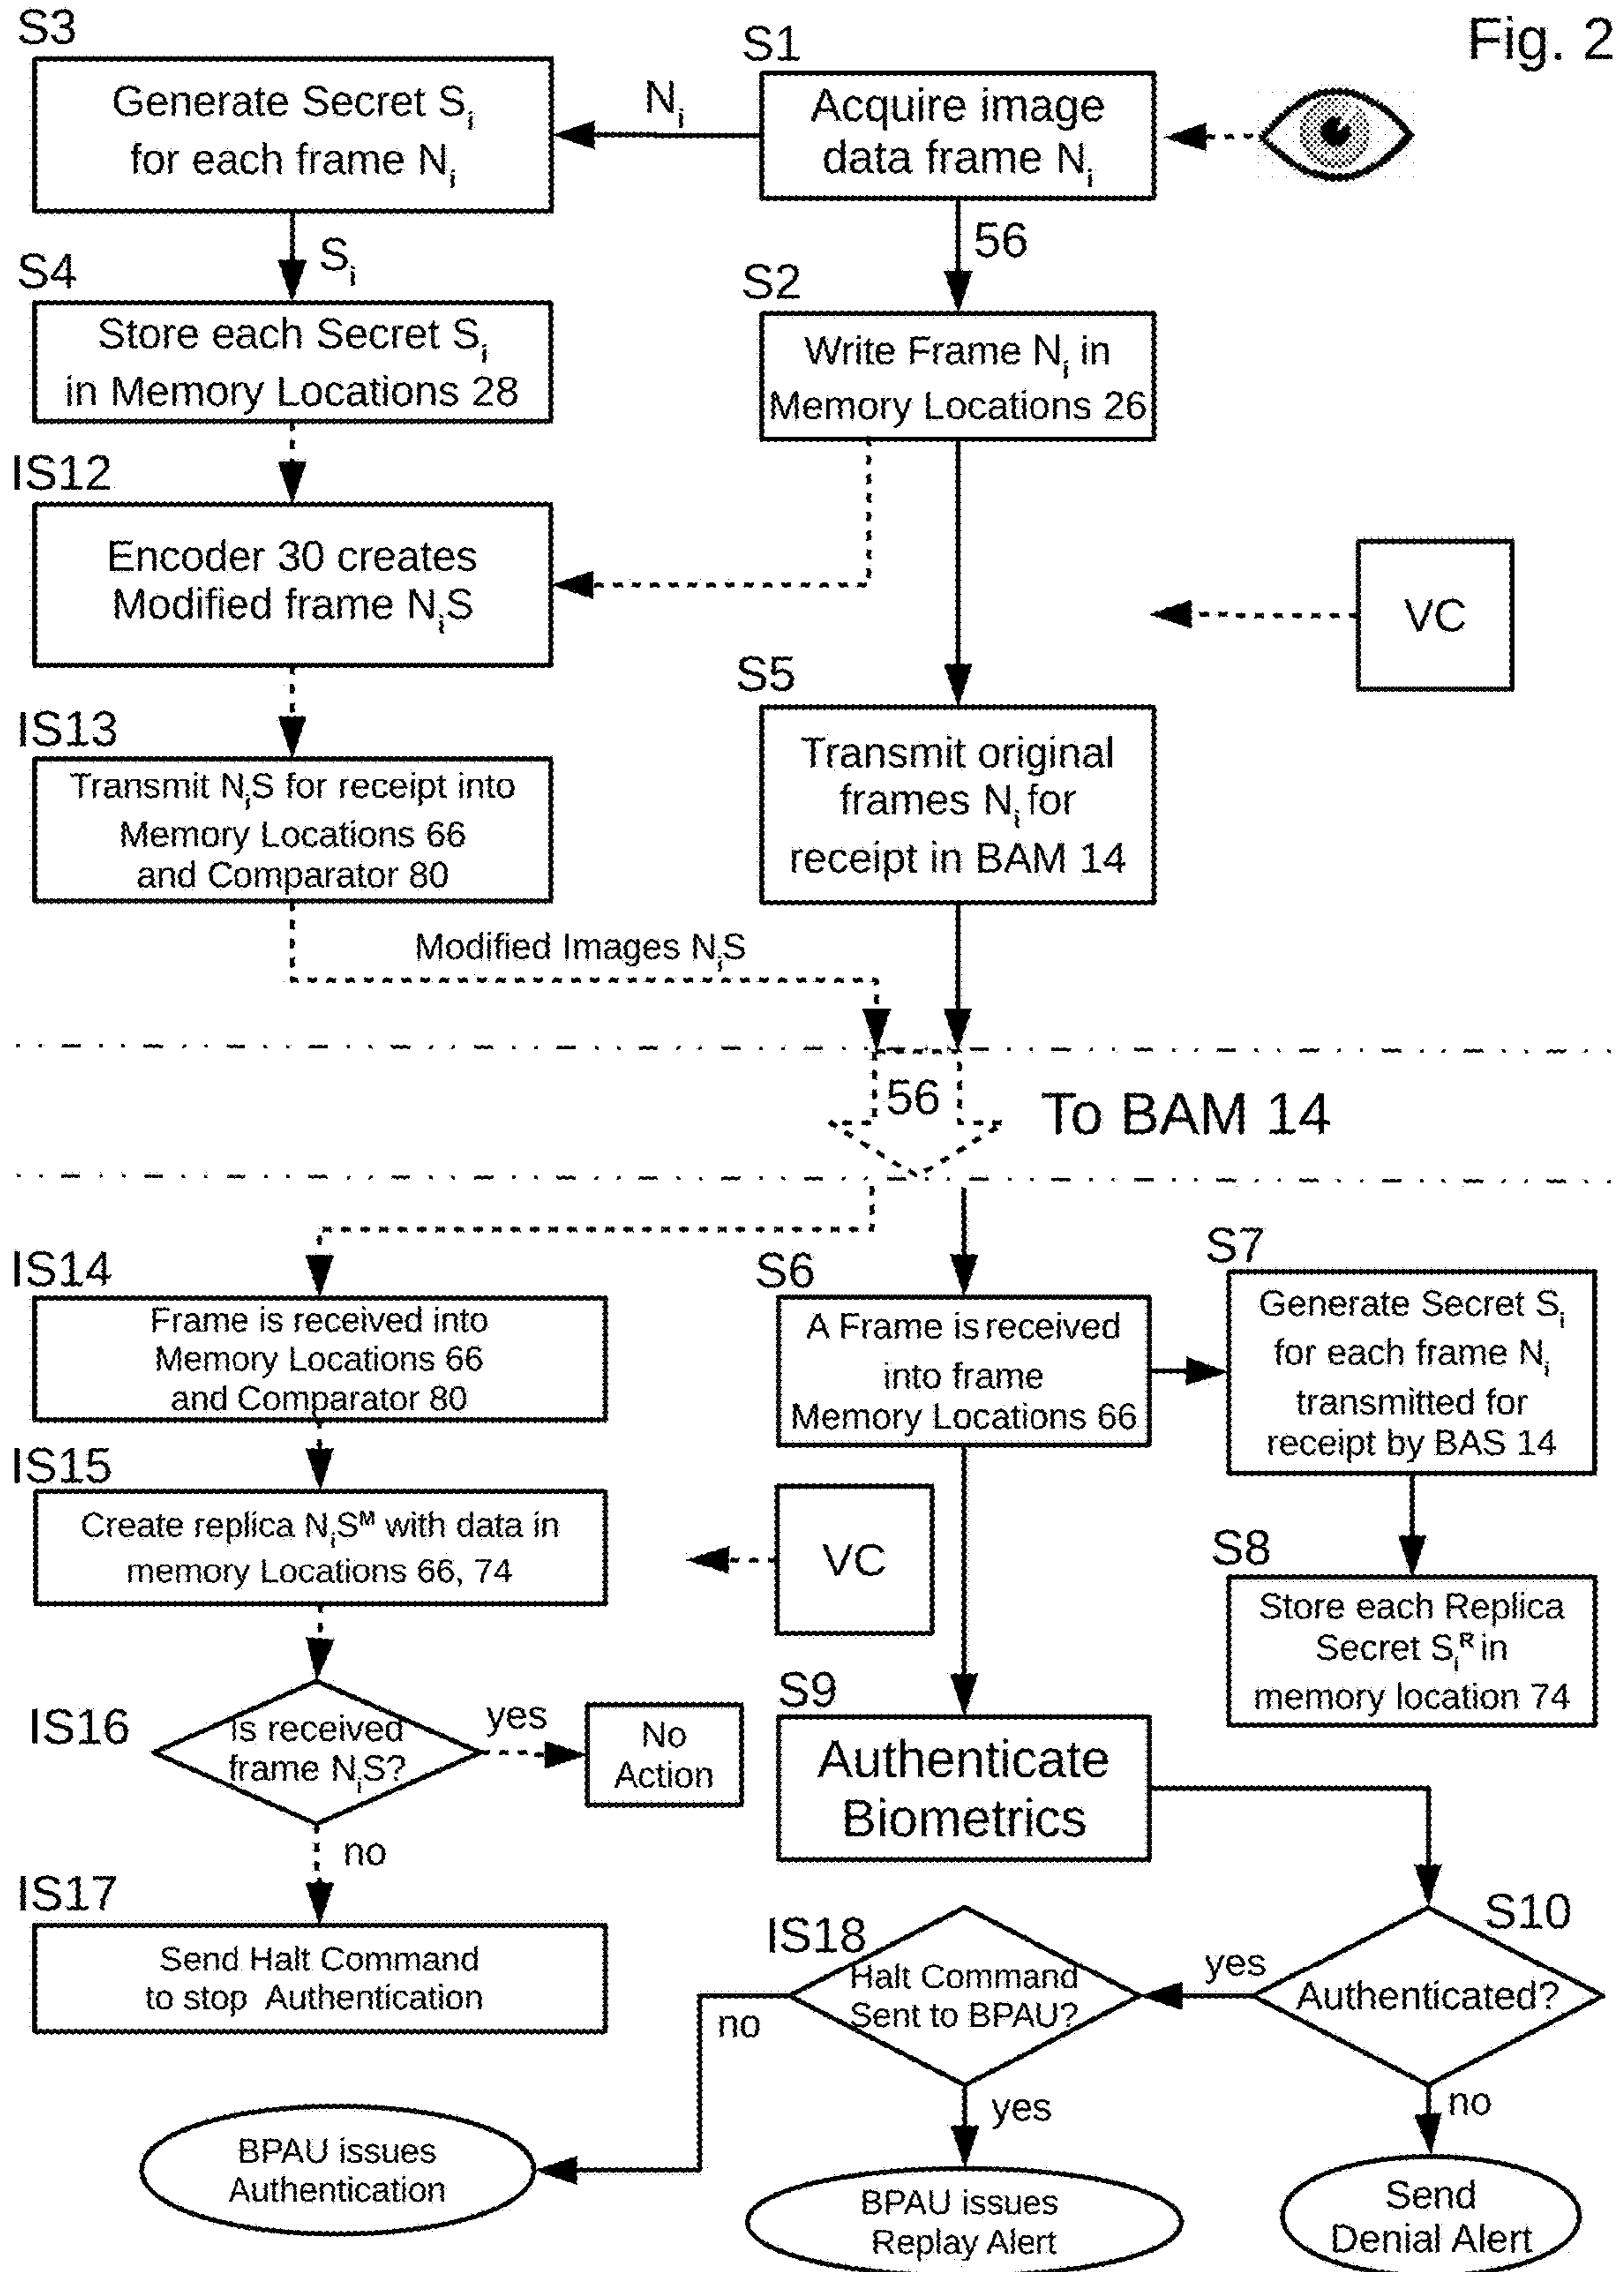 Fig. 2
S3
Generate Secret Si
for each frame Ni
Ni
S1
Acquire image
data frame Ni
56
Si
S4
Store each Secret Si
in Memory Locations 28
S2
Write Frame Ni in
Memory Locations 26
IS12
Encoder 30 creates
Modified frame NiS
VC
IS13
Transmit NiS for receipt into
Memory Locations 66
and Comparator 80
S5
Transmit original
frames Ni for
receipt in BAM 14
Modified Images NiS
56
To BAM 14
IS14
Frame is received into
Memory Locations 66
and Comparator 80
S6
A Frame is received
into frame
Memory Locations 66
S7
Generate Secret Si
for each frame Ni
transmitted for
receipt by BAS 14
IS15
Create replica NiSM with data in
memory Locations 66, 74
VC
S8
Store each Replica
Secret SiR in
memory location 74
IS16
Is received
frame NiS?
yes
No
Action
no
S9
Authenticate
Biometrics
IS17
Send Halt Command
to stop Authentication
IS18
Halt Command
Sent to BPAU?
yes
S10
Authenticated?
no
yes
no
BPAU issues
Authentication
BPAU issues
Replay Alert
Send
Denial Alert